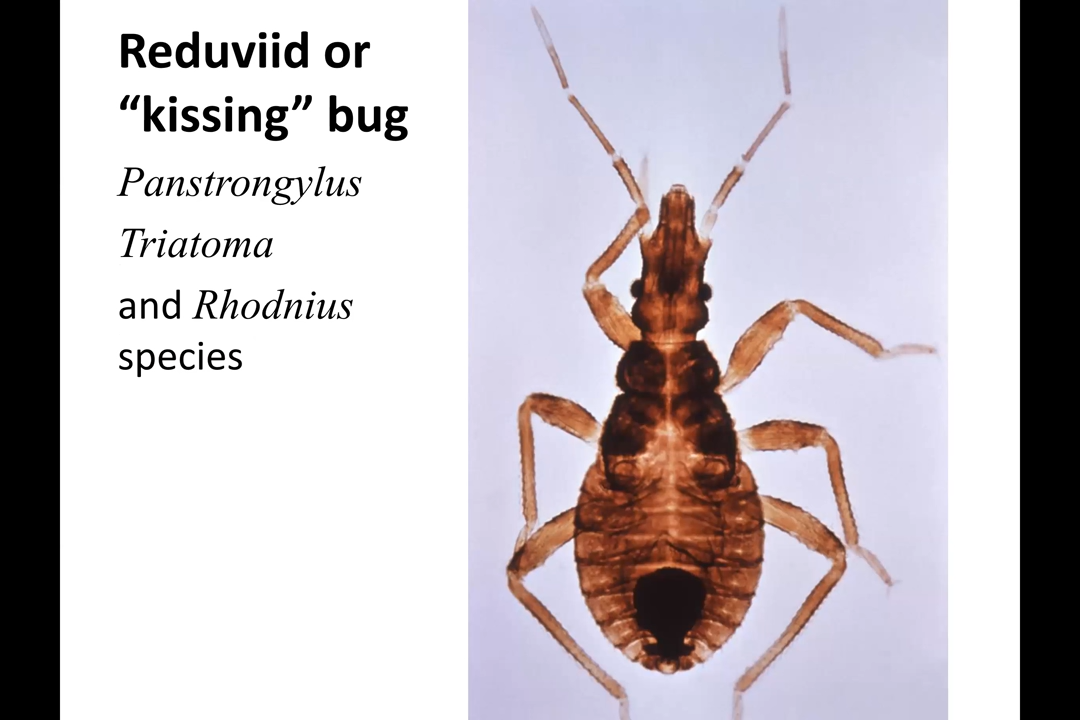 Reduviid or
“kissing” bug
Panstrongylus
Triatoma
and Rhodnius
species